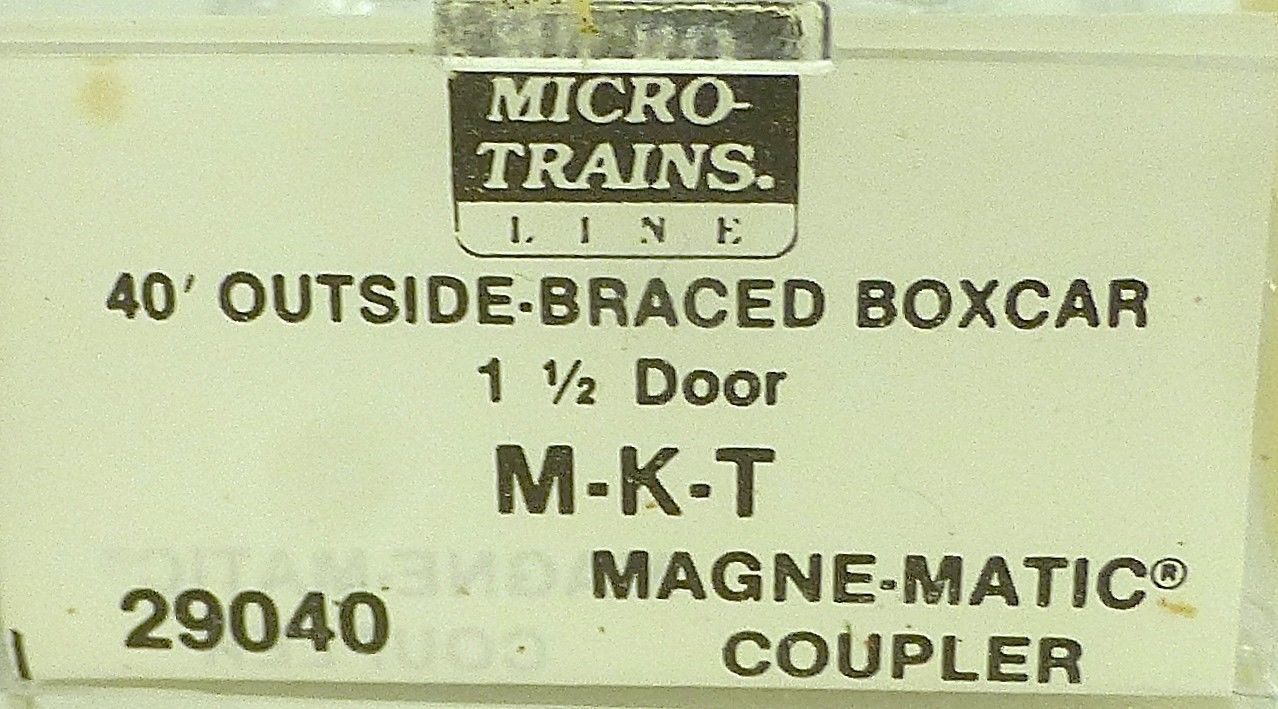 MICRO-
TRAINS®
LINE
40' OUTSIDE-BRACED BOXCAR
1 ½ Door
M-K-T
MAGNE-MATIC®
29040
COUPLER